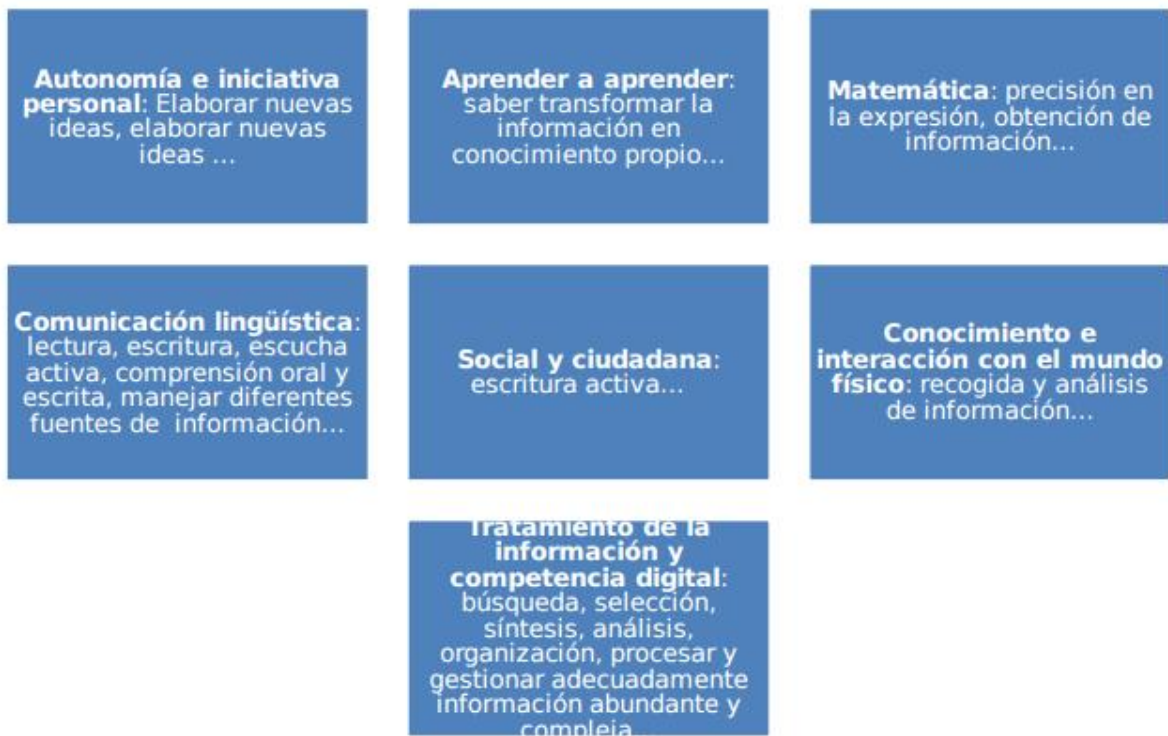 Autonomía e iniciativa
personal: Elaborar nuevas
ideas, elaborar nuevas
ideas ...
Aprender a aprender:
saber transformar la
información en
conocimiento propio...
Matemática: precisión en
la expresión, obtención de
información...
Comunicación lingüística:
lectura, escritura, escucha
activa, comprensión oral y
escrita, manejar diferentes
fuentes de información...
Social y ciudadana:
escritura activa...
Conocimiento e
interacción con el mundo
físico: recogida y análisis
de información...
Tratamiento de la
información y
competencia digital:
búsqueda, selección,
síntesis, análisis,
organización, procesar y
gestionar adecuadamente
información abundante y
compleja...